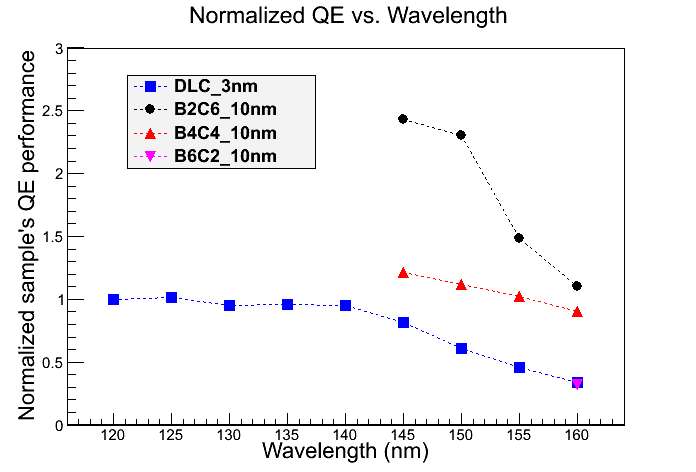 Normalized QE vs. Wavelength
Normalized sample's QE performance
3
2.5
2
1.5
1
0.5
0
DLC_3nm
B2C6_10nm
B4C4_10nm
B6C2_10nm
120 125 130 135 140 145 150 155 160
Wavelength (nm)